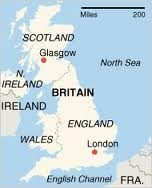 Miles 200
SCOTLAND
Glasgow
North Sea
N.
IRELAND
IRELAND
BRITAIN
ENGLAND
WALES
London
English Channel
FRA.